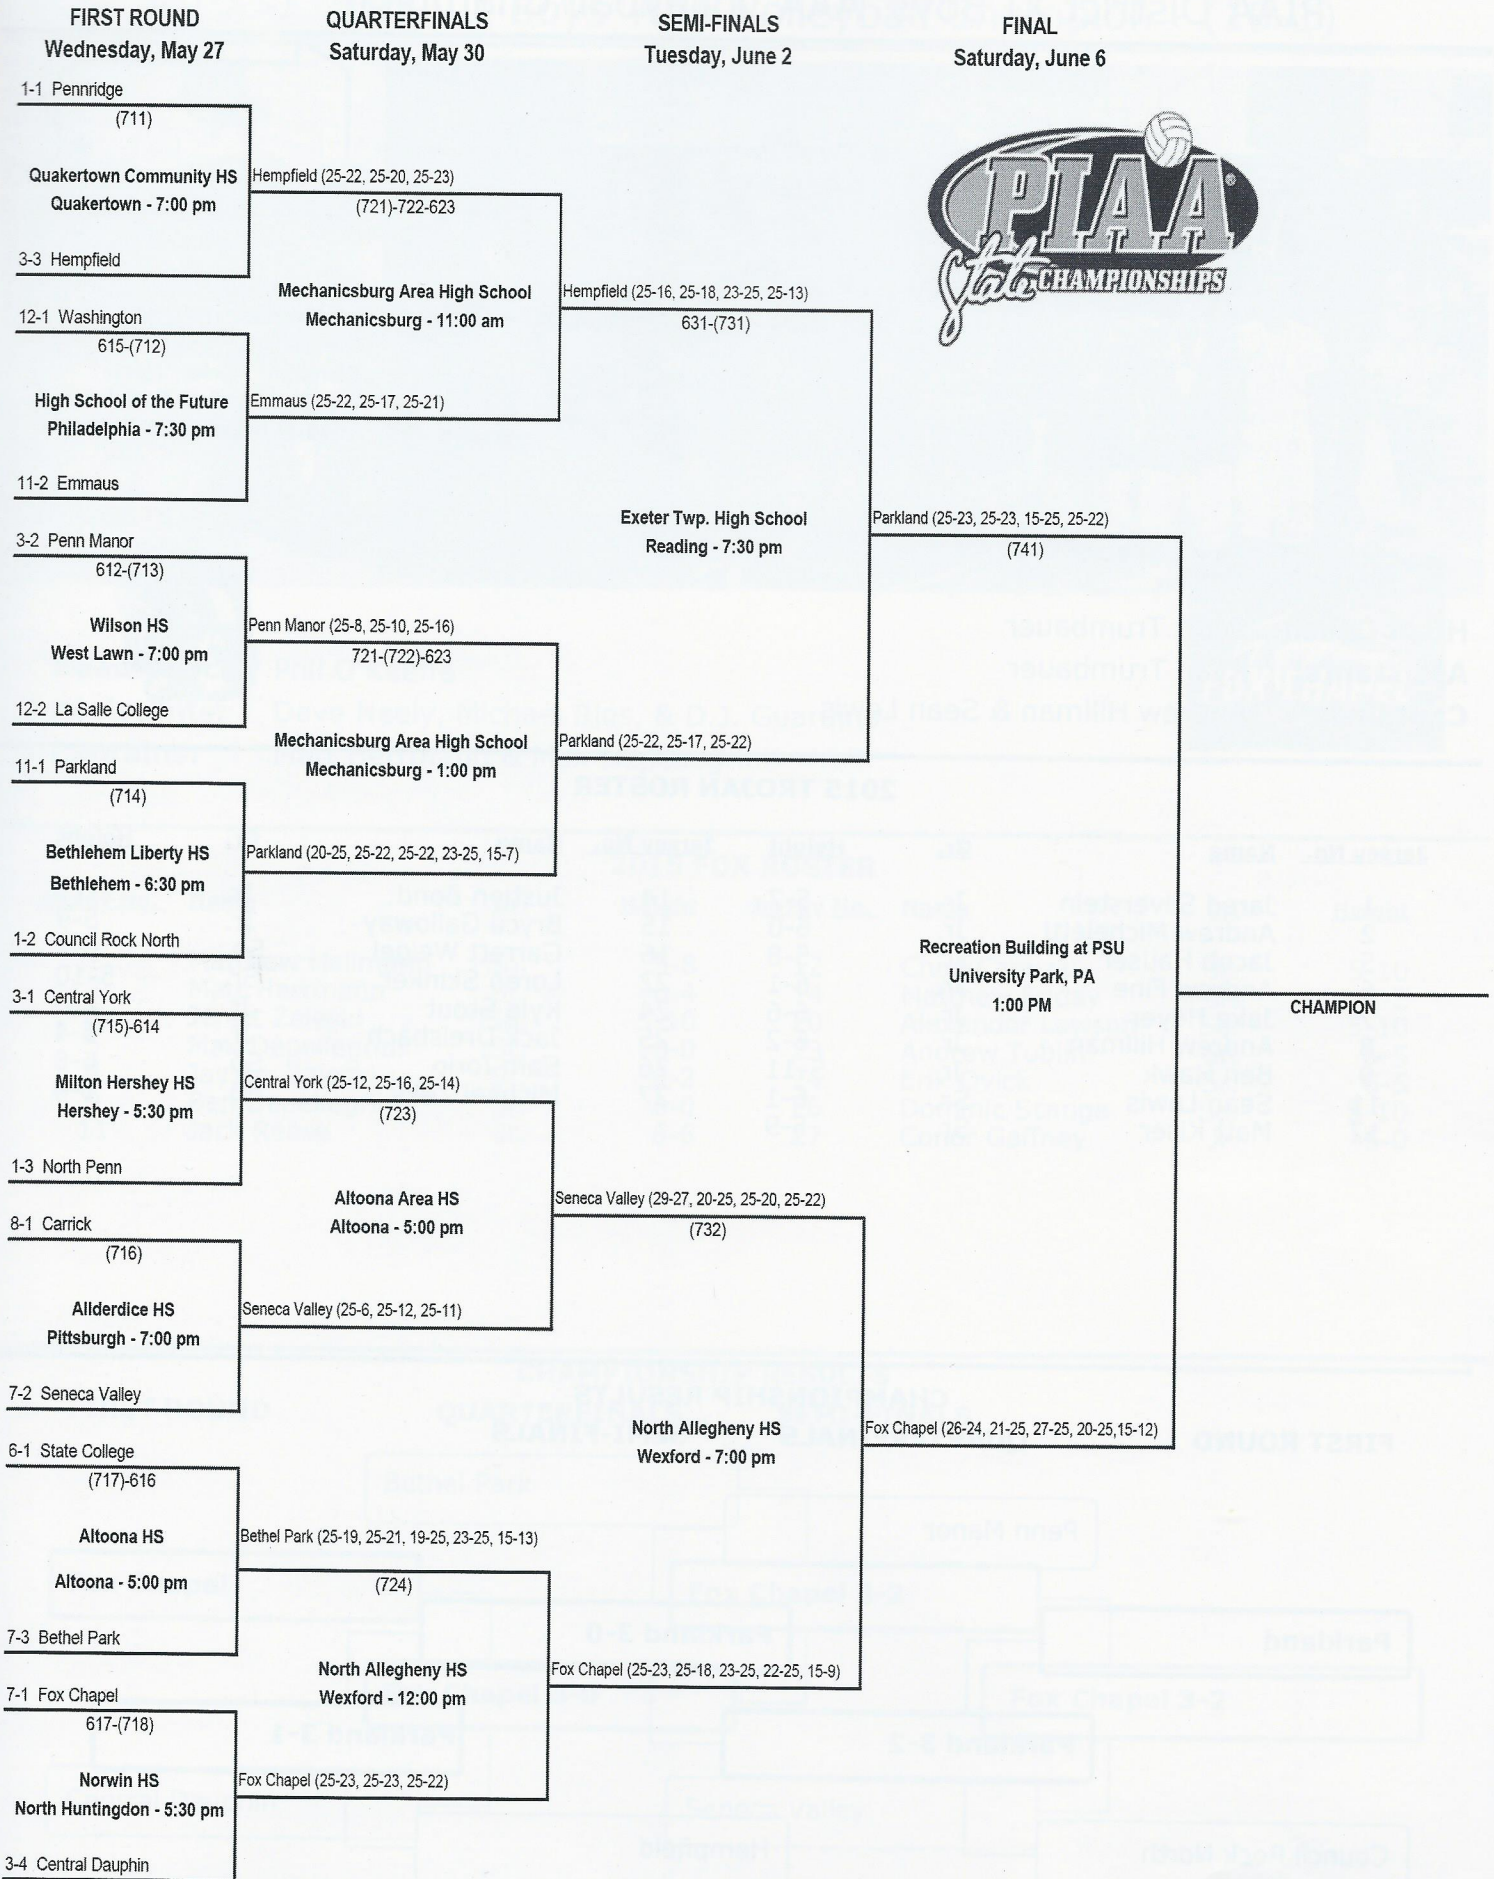 FIRST ROUND
Wednesday, May 27
QUARTERFINALS
Saturday, May 30
SEMI-FINALS
Tuesday, June 2
FINAL
Saturday, June 6
PIAA
State CHAMPIONSHIPS
1-1 Pennridge
(711)
Quakertown Community HS
Quakertown - 7:00 pm
3-3 Hempfield
12-1 Washington
615-(712)
High School of the Future
Philadelphia - 7:30 pm
11-2 Emmaus
3-2 Penn Manor
612-(713)
Wilson HS
West Lawn - 7:00 pm
12-2 La Salle College
11-1 Parkland
(714)
Bethlehem Liberty HS
Bethlehem - 6:30 pm
1-2 Council Rock North
3-1 Central York
(715)-614
Milton Hershey HS
Hershey - 5:30 pm
1-3 North Penn
8-1 Carrick
(716)
Allderdice HS
Pittsburgh - 7:00 pm
7-2 Seneca Valley
6-1 State College
(717)-616
Altoona HS
Altoona - 5:00 pm
7-3 Bethel Park
7-1 Fox Chapel
617-(718)
Norwin HS
North Huntingdon - 5:30 pm
3-4 Central Dauphin
Hempfield (25-22, 25-20, 25-23)
(721)-722-623
Mechanicsburg Area High School
Mechanicsburg - 11:00 am
Emmaus (25-22, 25-17, 25-21)
Penn Manor (25-8, 25-10, 25-16)
721-(722)-623
Mechanicsburg Area High School
Mechanicsburg - 1:00 pm
Parkland (20-25, 25-22, 25-22, 23-25, 15-7)
Central York (25-12, 25-16, 25-14)
(723)
Altoona Area HS
Altoona - 5:00 pm
Seneca Valley (25-6, 25-12, 25-11)
Bethel Park (25-19, 25-21, 19-25, 23-25, 15-13)
(724)
North Allegheny HS
Wexford - 12:00 pm
Fox Chapel (25-23, 25-23, 25-22)
Hempfield (25-16, 25-18, 23-25, 25-13)
631-(731)
Exeter Twp. High School
Reading - 7:30 pm
Parkland (25-22, 25-17, 25-22)
Seneca Valley (29-27, 20-25, 25-20, 25-22)
(732)
North Allegheny HS
Wexford - 7:00 pm
Fox Chapel (25-23, 25-18, 23-25, 22-25, 15-9)
Parkland (25-23, 25-23, 15-25, 25-22)
(741)
Recreation Building at PSU
University Park, PA
1:00 PM
Fox Chapel (26-24, 21-25, 27-25, 20-25,15-12)
CHAMPION